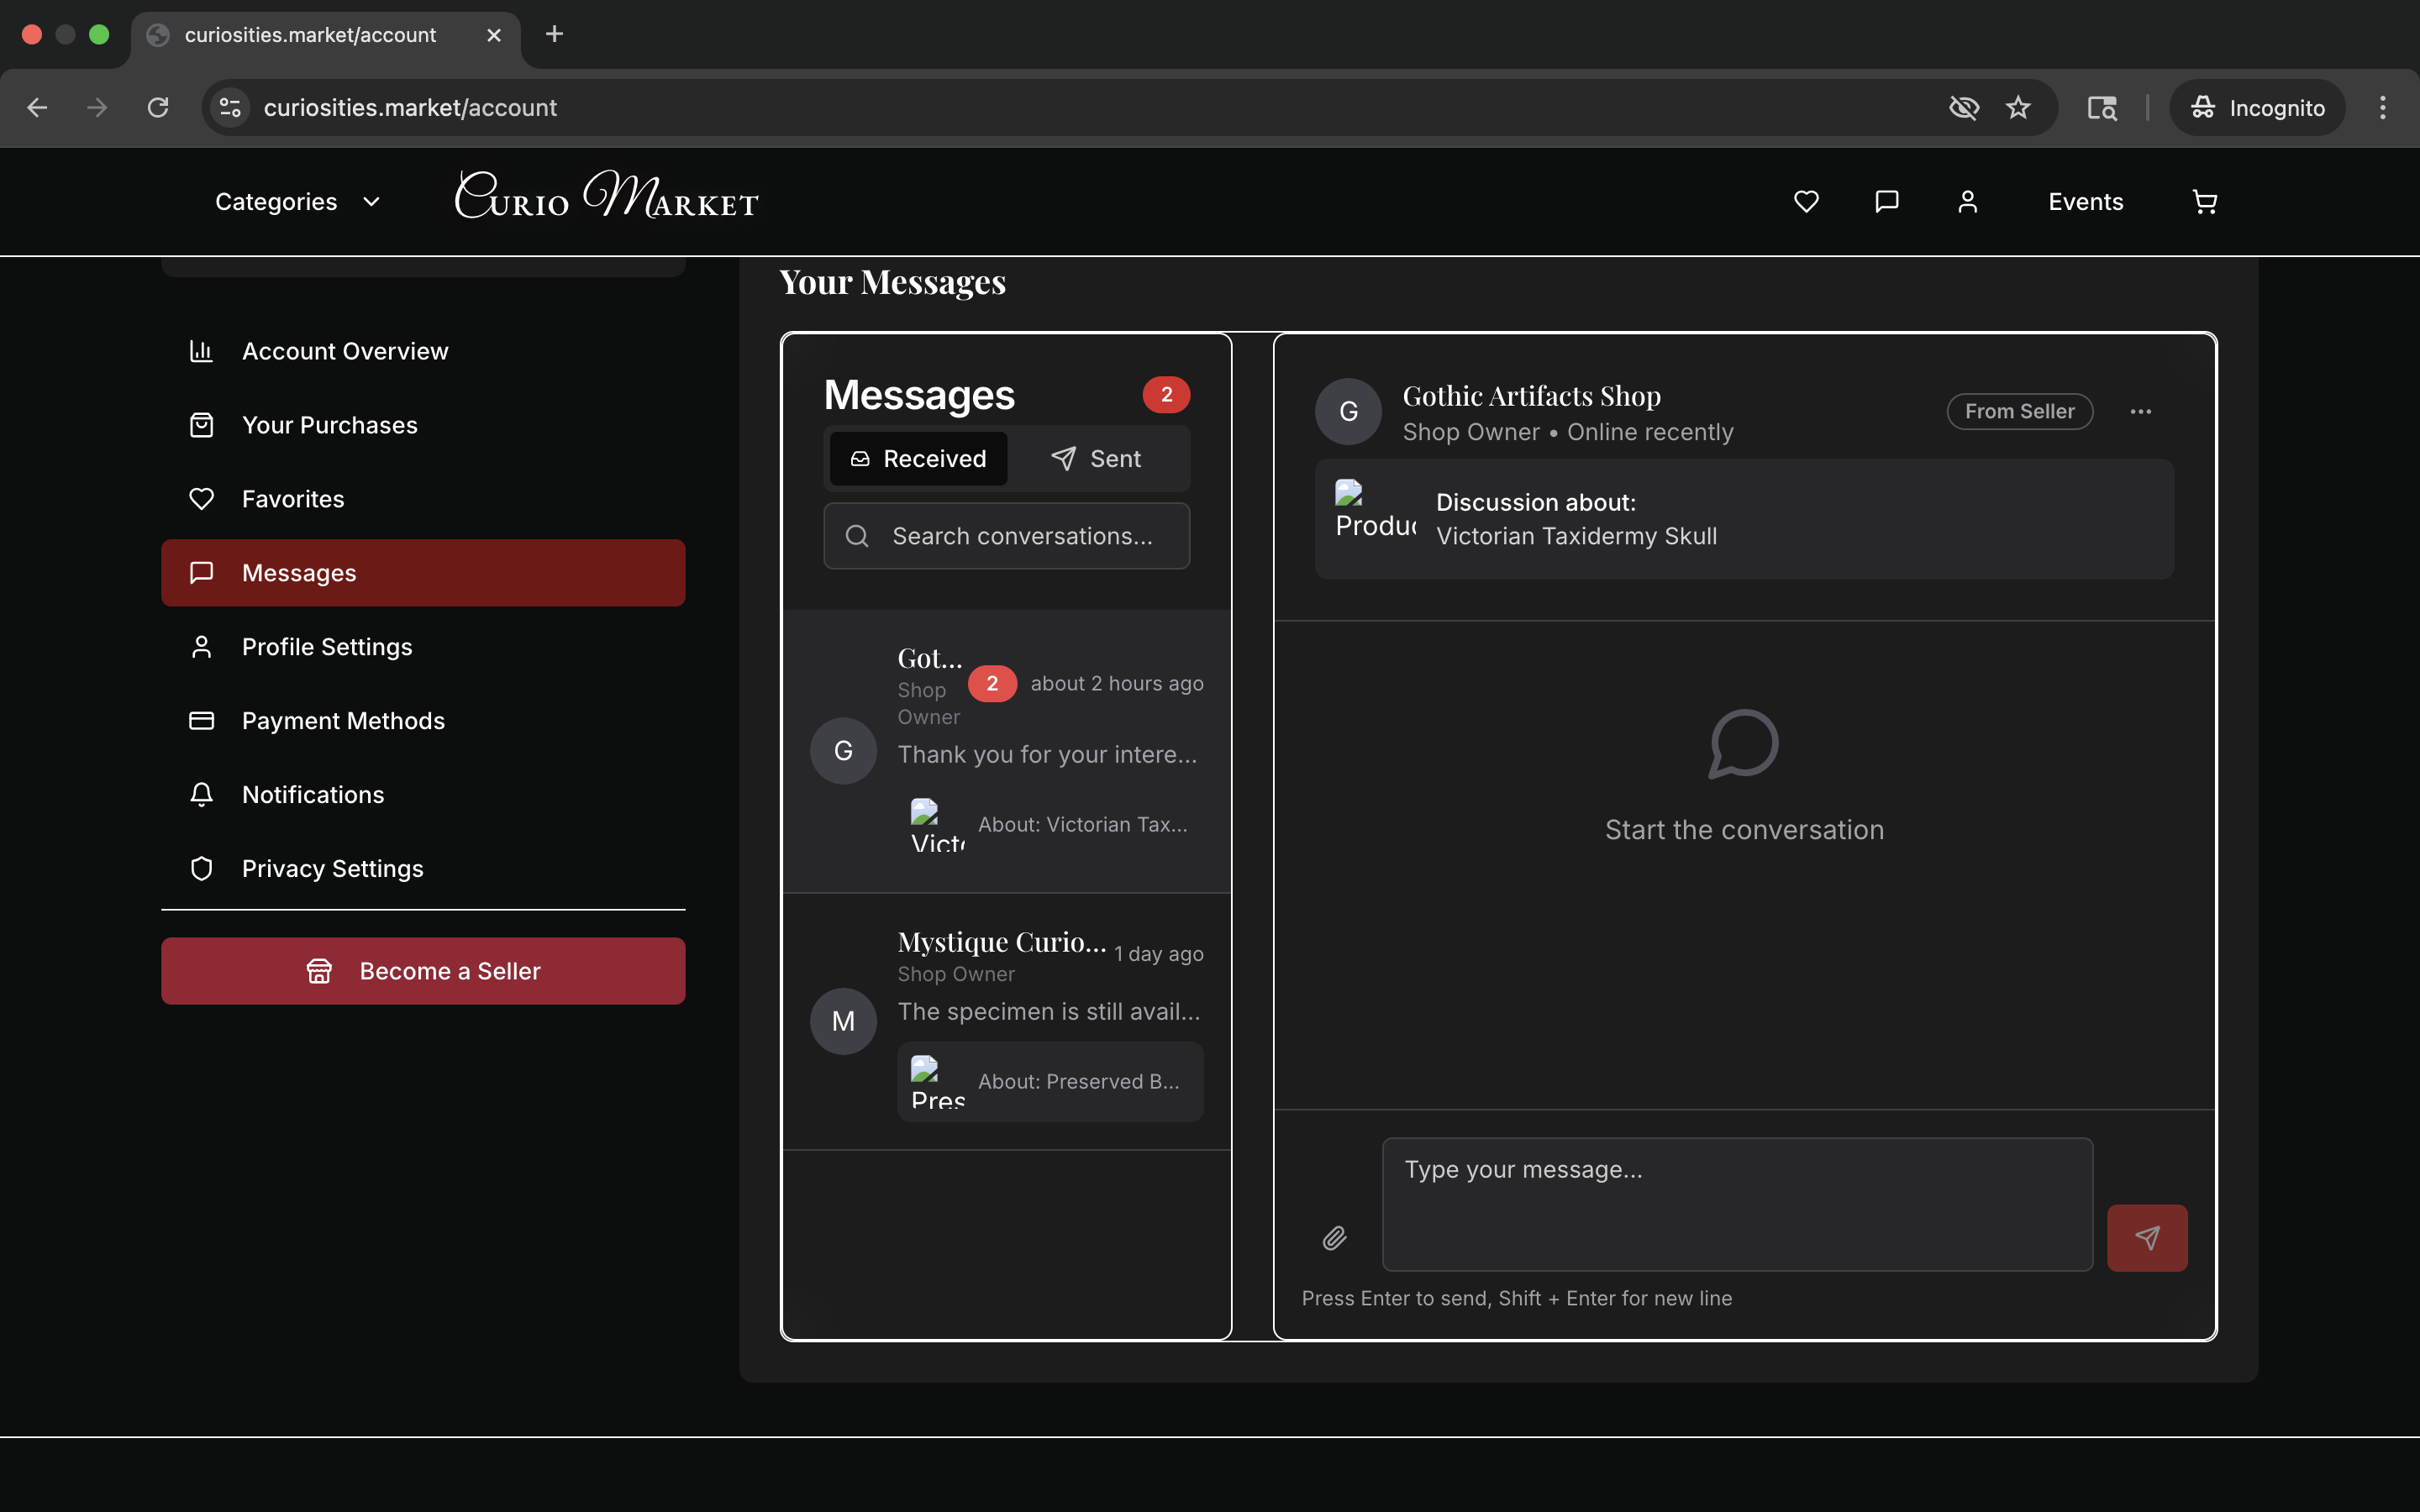 curiosities.market/account
curiosities.market/account
Incognito
Categories
Curio Market
Events
Your Messages
Account Overview
Your Purchases
Favorites
Messages
Profile Settings
Payment Methods
Notifications
Privacy Settings
Become a Seller
Messages
2
Received
Sent
Search conversations...
Got...
Shop
Owner
2
about 2 hours ago
G
Thank you for your intere...
Vict
About: Victorian Tax...
Mystique Curio...
1 day ago
Shop Owner
M
The specimen is still avail...
Pres
About: Preserved B...
G
Gothic Artifacts Shop
Shop Owner • Online recently
From Seller
Produc
Discussion about:
Victorian Taxidermy Skull
Start the conversation
Type your message...
Press Enter to send, Shift + Enter for new line